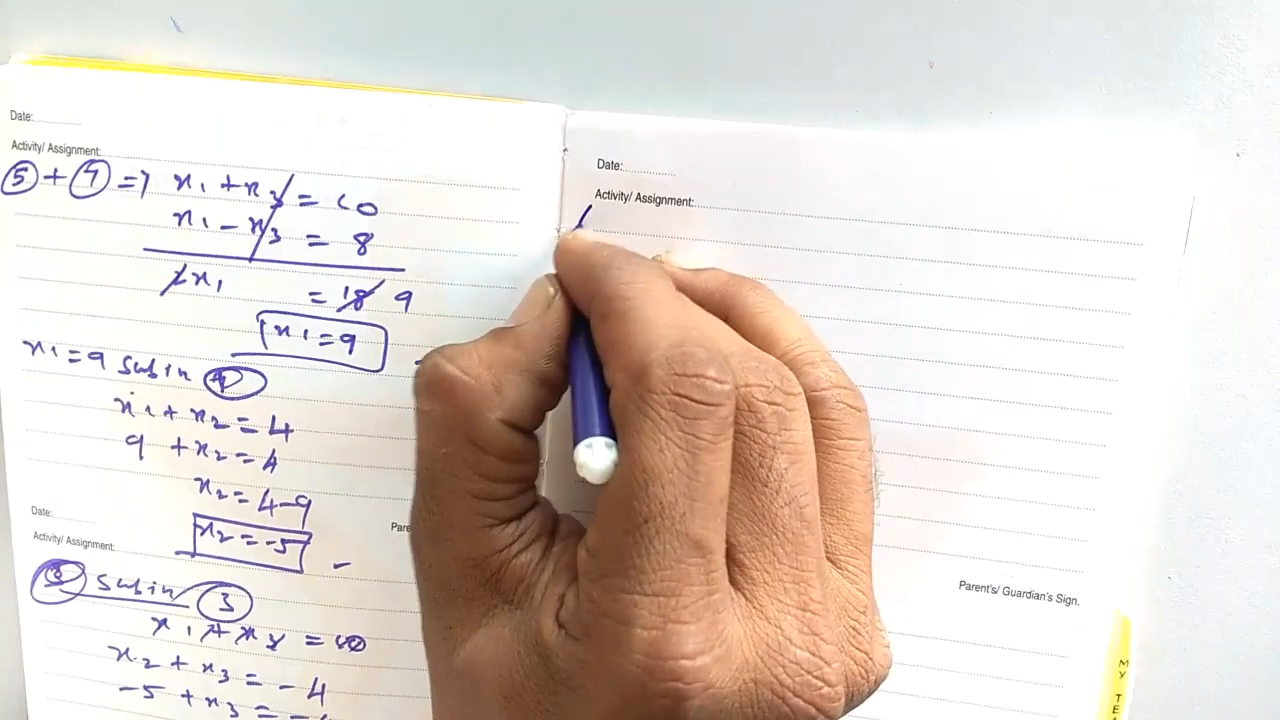 Date:
Activity/ Assignment:
5 + 4 => x1 + x3 = 10
x1 - x3 = 8
2x1 = 18 9
x1 = 9
x1 = 9 sub in 4
x1 + x2 = 4
9 + x2 = 4
x2 = 4 - 9
Date:
x2 = -5
Activity/ Assignment:
sub in 3
x2 + x3 = -4
-5 + x3 =
Date:
Activity/ Assignment:
Parent's/ Guardian's Sign.
MY